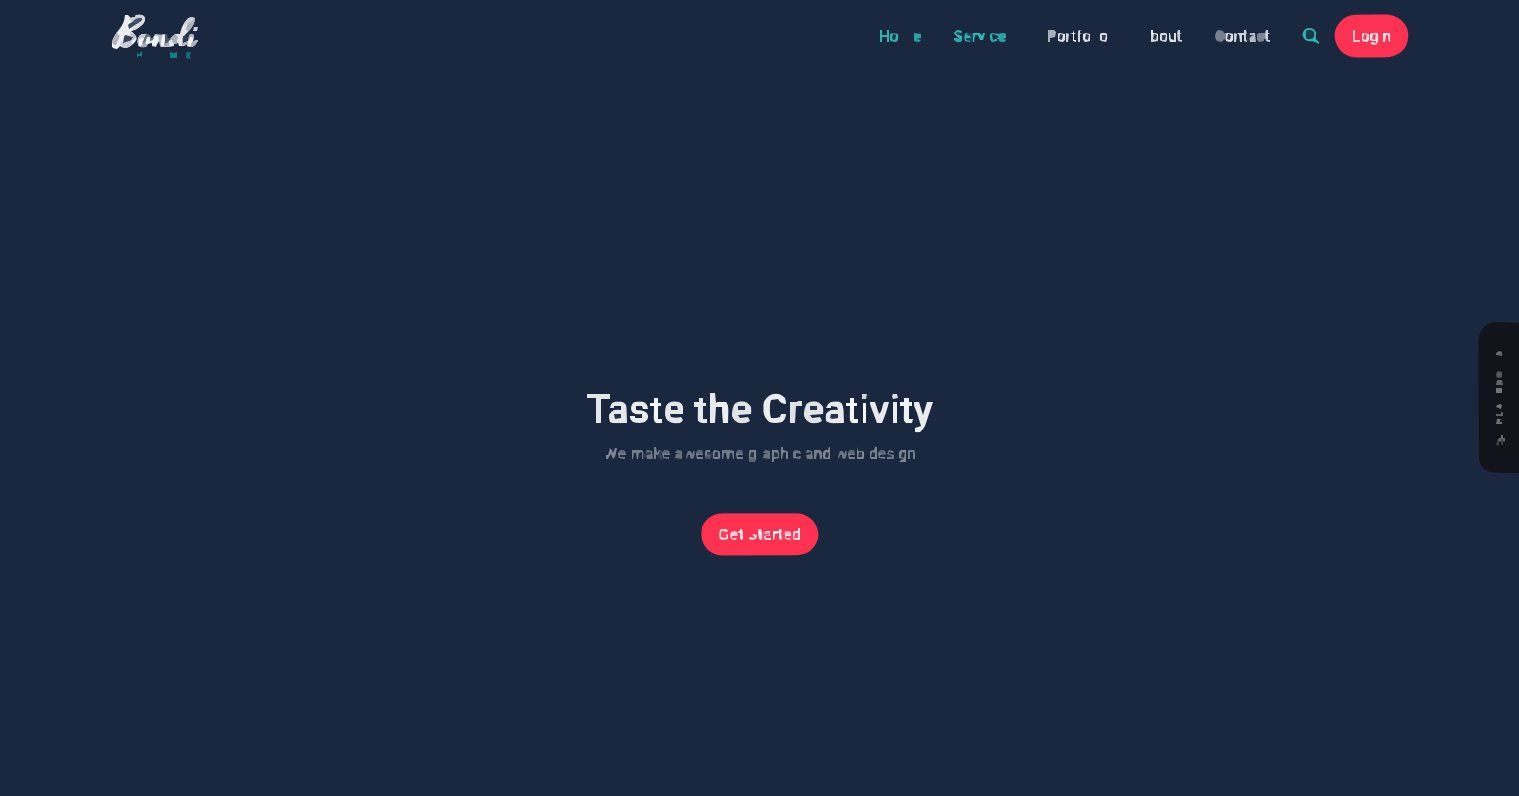 Bondi
Home Services Portfolio About Contact Login
Taste the Creativity
We make awesome graphic and web design
Get Started